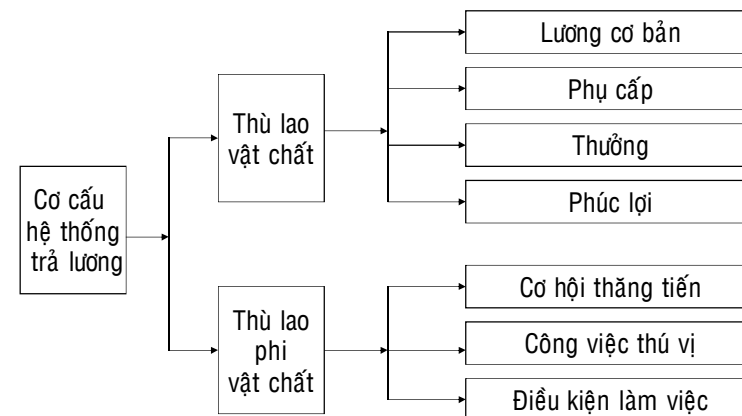 Cơ cấu
hệ thống
trả lương
Thù lao
vật chất
Lương cơ bản
Phụ cấp
Thưởng
Phúc lợi
Thù lao
phi
vật chất
Cơ hội thăng tiến
Công việc thú vị
Điều kiện làm việc